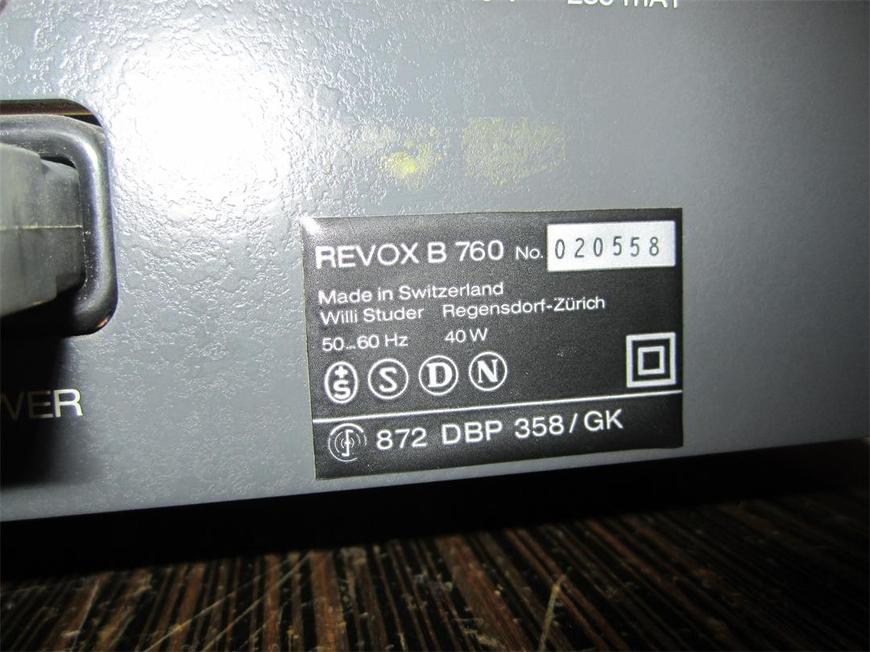 REVOX B 760 No. 020558
Made in Switzerland
Willi Studer Regensdorf-Zürich
50...60 Hz 40 W
S S D N
872 DBP 358/GK